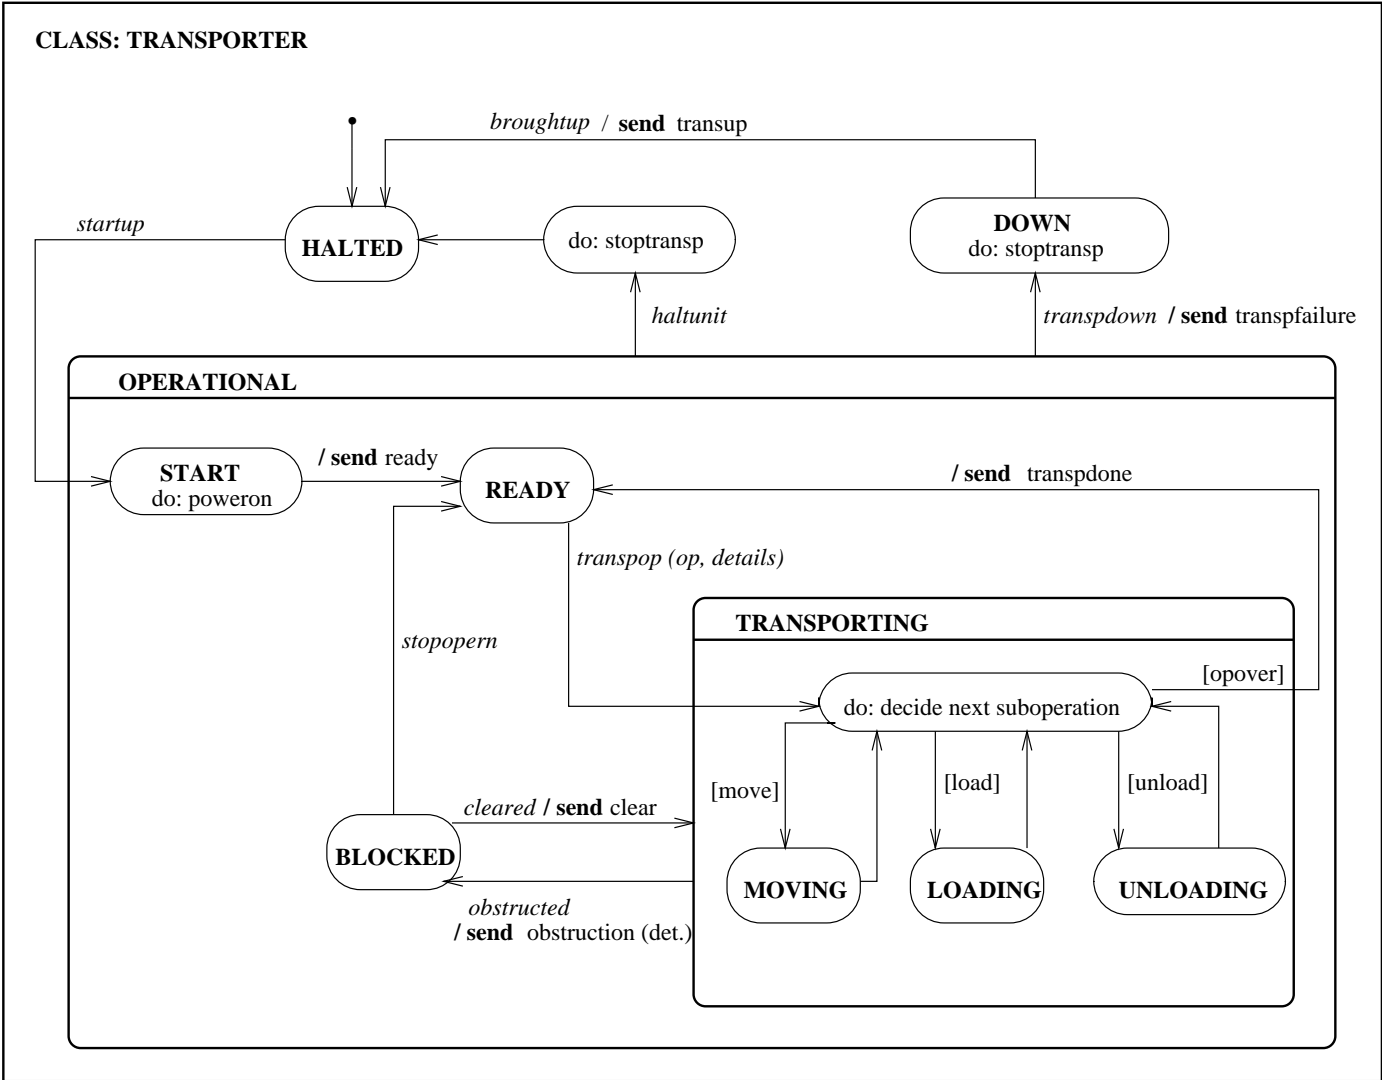 CLASS: TRANSPORTER
broughtup / send transup
startup
HALTED
do: stoptransp
DOWN
do: stoptransp
haltunit
transpdown / send transpfailure
OPERATIONAL
START
do: poweron
/ send ready
READY
/ send transpdone
transpop (op, details)
stopopern
TRANSPORTING
[opover]
do: decide next suboperation
[move]
[load]
[unload]
cleared / send clear
BLOCKED
MOVING
LOADING
UNLOADING
obstructed
/ send obstruction (det.)